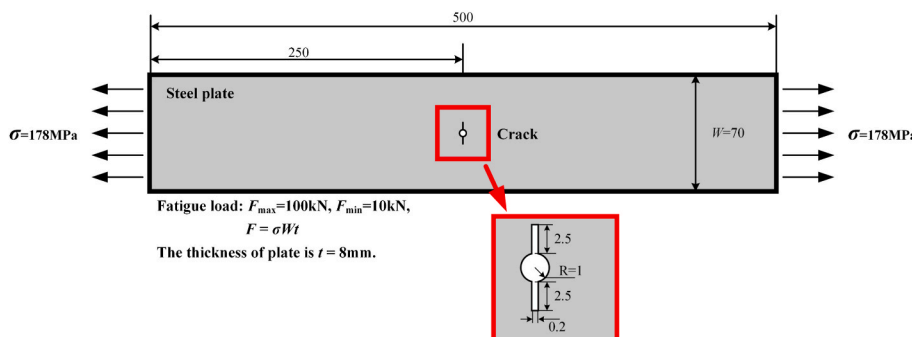 500
250
Steel plate
σ=178MPa
Crack
W=70
σ=178MPa
Fatigue load: Fmax=100kN, Fmin=10kN,
F = σWt
The thickness of plate is t = 8mm.
2.5
R=1
2.5
0.2